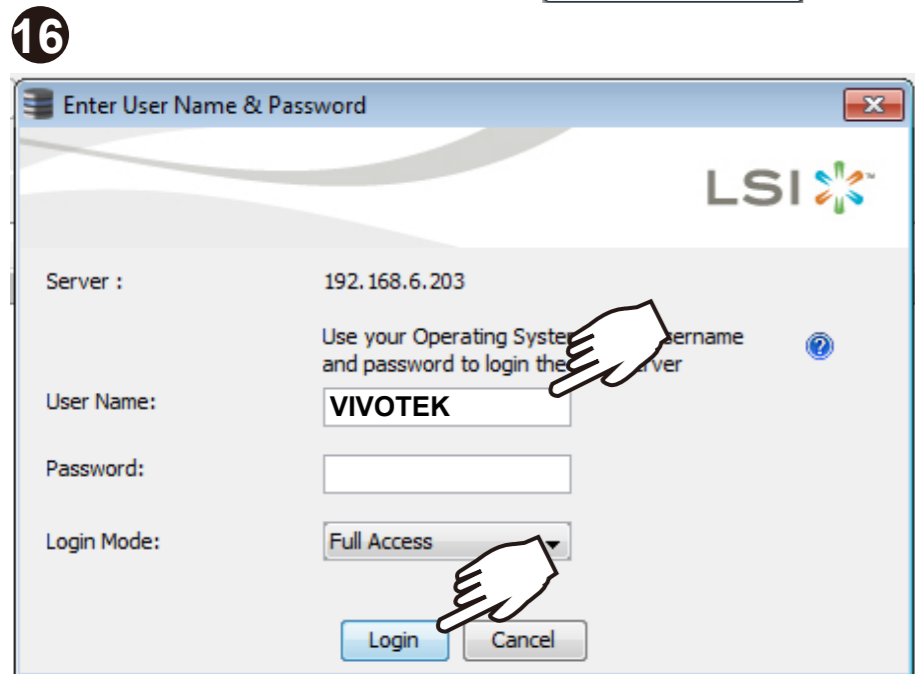 16
Enter User Name & Password
LSI
Server : 192.168.6.203
Use your Operating
and password to login
User Name: VIVOTEK
Password:
Login Mode: Full Access
Login Cancel